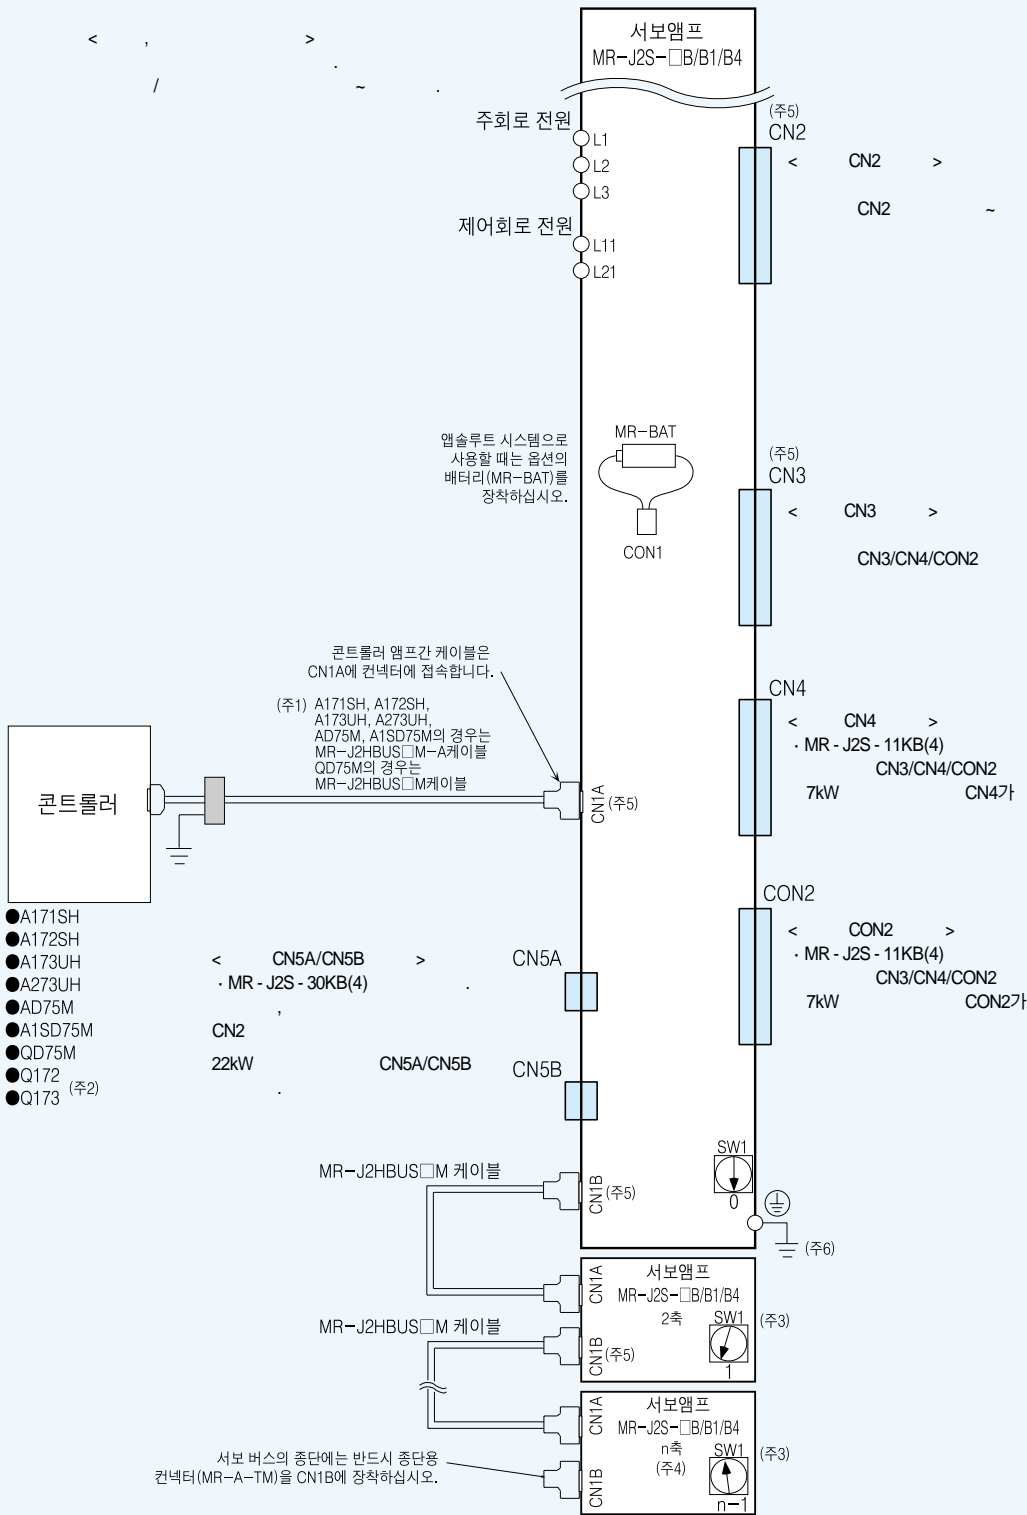 < , >
.
/ ~ .
서보앰프
MR-J2S-□B/B1/B4
주회로 전원
L1
L2
L3
제어회로 전원
L11
L21
(주5)
CN2
< CN2 >
CN2 ~
앱솔루트 시스템으로
사용할 때는 옵션의
배터리(MR-BAT)를
장착하십시오.
MR-BAT
CON1
(주5)
CN3
< CN3 >
CN3/CN4/CON2
콘트롤러 앰프간 케이블은
CN1A에 컨넥터에 접속합니다.
(주1) A171SH, A172SH,
A173UH, A273UH,
AD75M, A1SD75M의 경우는
MR-J2HBUS□M-A케이블
QD75M의 경우는
MR-J2HBUS□M케이블
콘트롤러
CN1A
(주5)
CN4
< CN4 >
· MR - J2S - 11KB(4)
CN3/CN4/CON2
7kW CN4가
●A171SH
●A172SH
●A173UH
●A273UH
●AD75M
●A1SD75M
●QD75M
●Q172
●Q173
(주2)
< CN5A/CN5B >
· MR - J2S - 30KB(4) .
,
CN2
22kW CN5A/CN5B
.
CN5A
CN5B
CON2
< CON2 >
· MR - J2S - 11KB(4)
CN3/CN4/CON2
7kW CON2가
MR-J2HBUS□M 케이블
CN1B
(주5)
SW1
0
(주6)
CN1A
서보앰프
MR-J2S-□B/B1/B4
2축
SW1
(주3)
1
MR-J2HBUS□M 케이블
CN1B
(주5)
CN1A
서보앰프
MR-J2S-□B/B1/B4
n축
(주4)
SW1
(주3)
n-1
서보 버스의 종단에는 반드시 종단용
컨넥터(MR-A-TM)을 CN1B에 장착하십시오.
CN1B